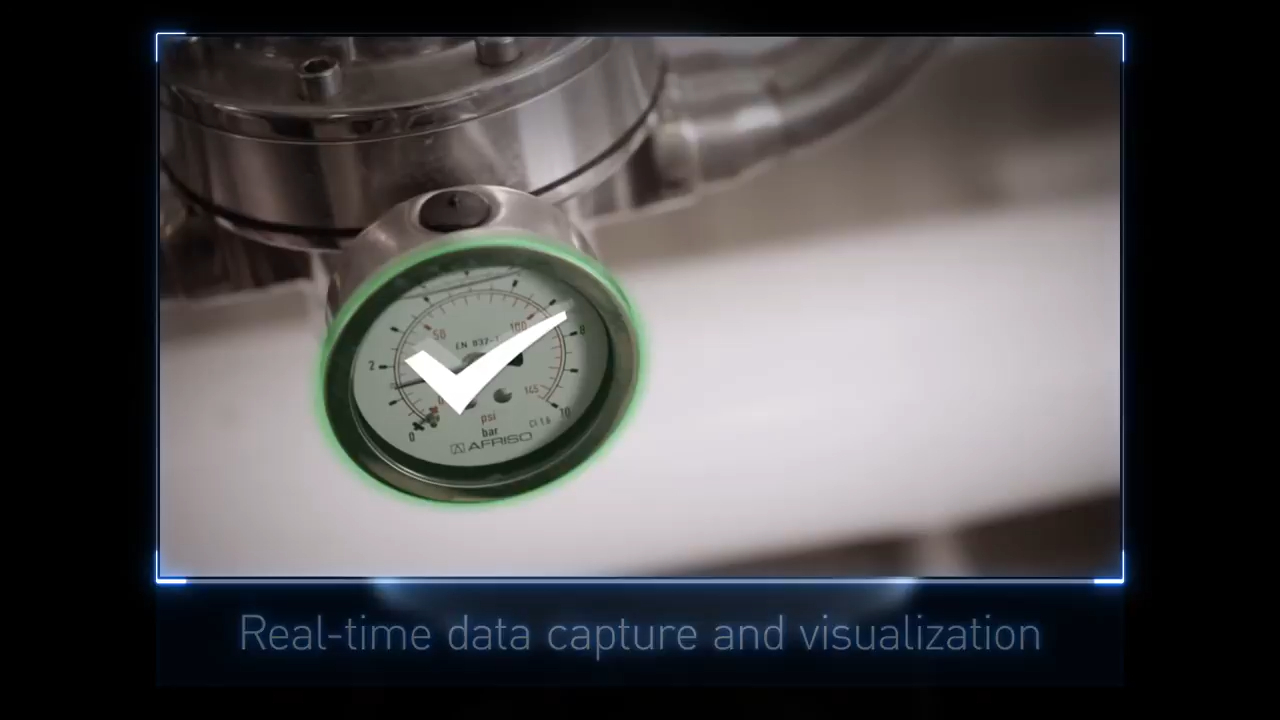 50
100
EN 837-1
2
8
0
145
10
psi
bar
Cl 1,6
AFRISO
0
Real-time data capture and visualization